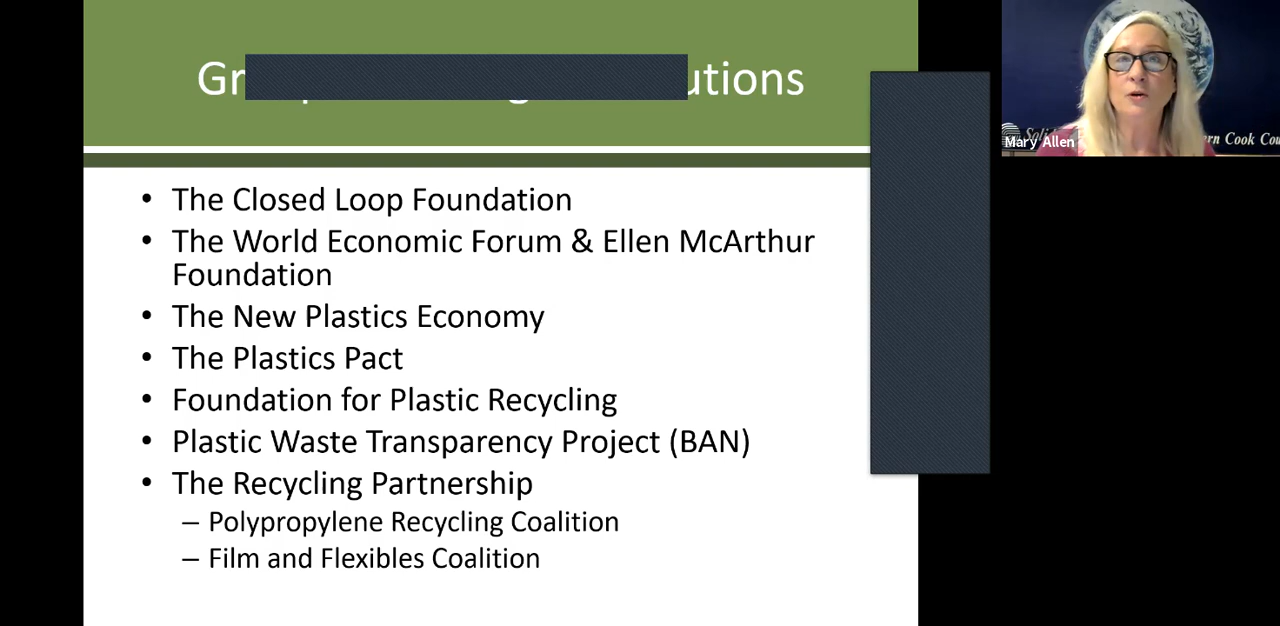 The Closed Loop Foundation
The World Economic Forum & Ellen McArthur
Foundation
The New Plastics Economy
The Plastics Pact
Foundation for Plastic Recycling
Plastic Waste Transparency Project (BAN)
The Recycling Partnership
– Polypropylene Recycling Coalition
– Film and Flexibles Coalition
Cook
Mary Allen